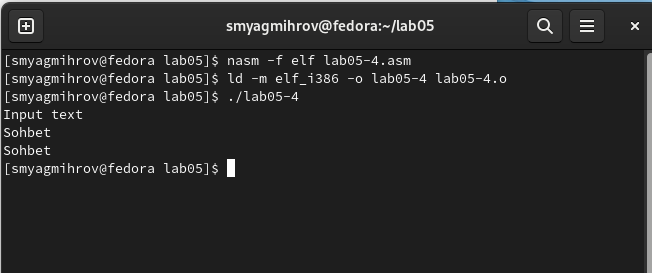 smyagmihrov@fedora:~/lab05
[smyagmihrov@fedora lab05]$ nasm -f elf lab05-4.asm
[smyagmihrov@fedora lab05]$ ld -m elf_i386 -o lab05-4 lab05-4.o
[smyagmihrov@fedora lab05]$ ./lab05-4
Input text
Sohbet
Sohbet
[smyagmihrov@fedora lab05]$